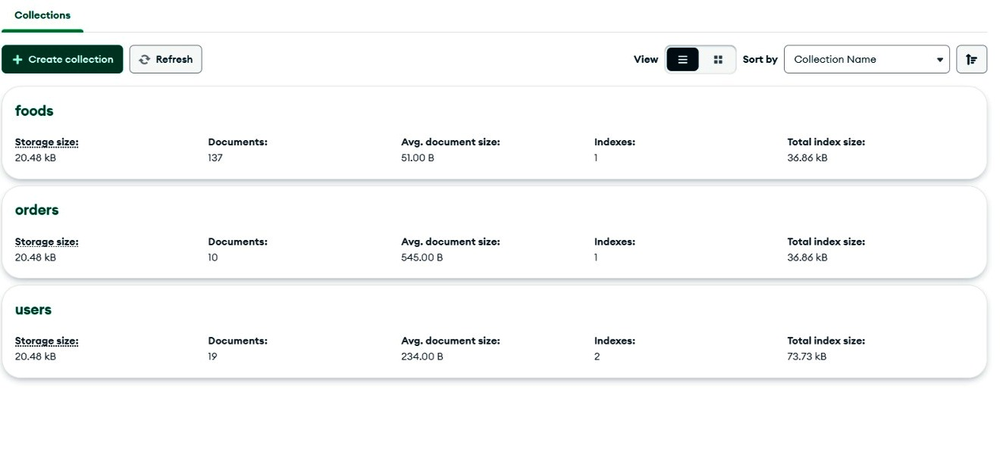 Collections
Create collection Refresh View Sort by Collection Name
foods
Storage size: Documents: Avg. document size: Indexes: Total index size:
20.48 kB 137 51.00 B 1 36.86 kB
orders
Storage size: Documents: Avg. document size: Indexes: Total index size:
20.48 kB 10 545.00 B 1 36.86 kB
users
Storage size: Documents: Avg. document size: Indexes: Total index size:
20.48 kB 19 234.00 B 2 73.73 kB